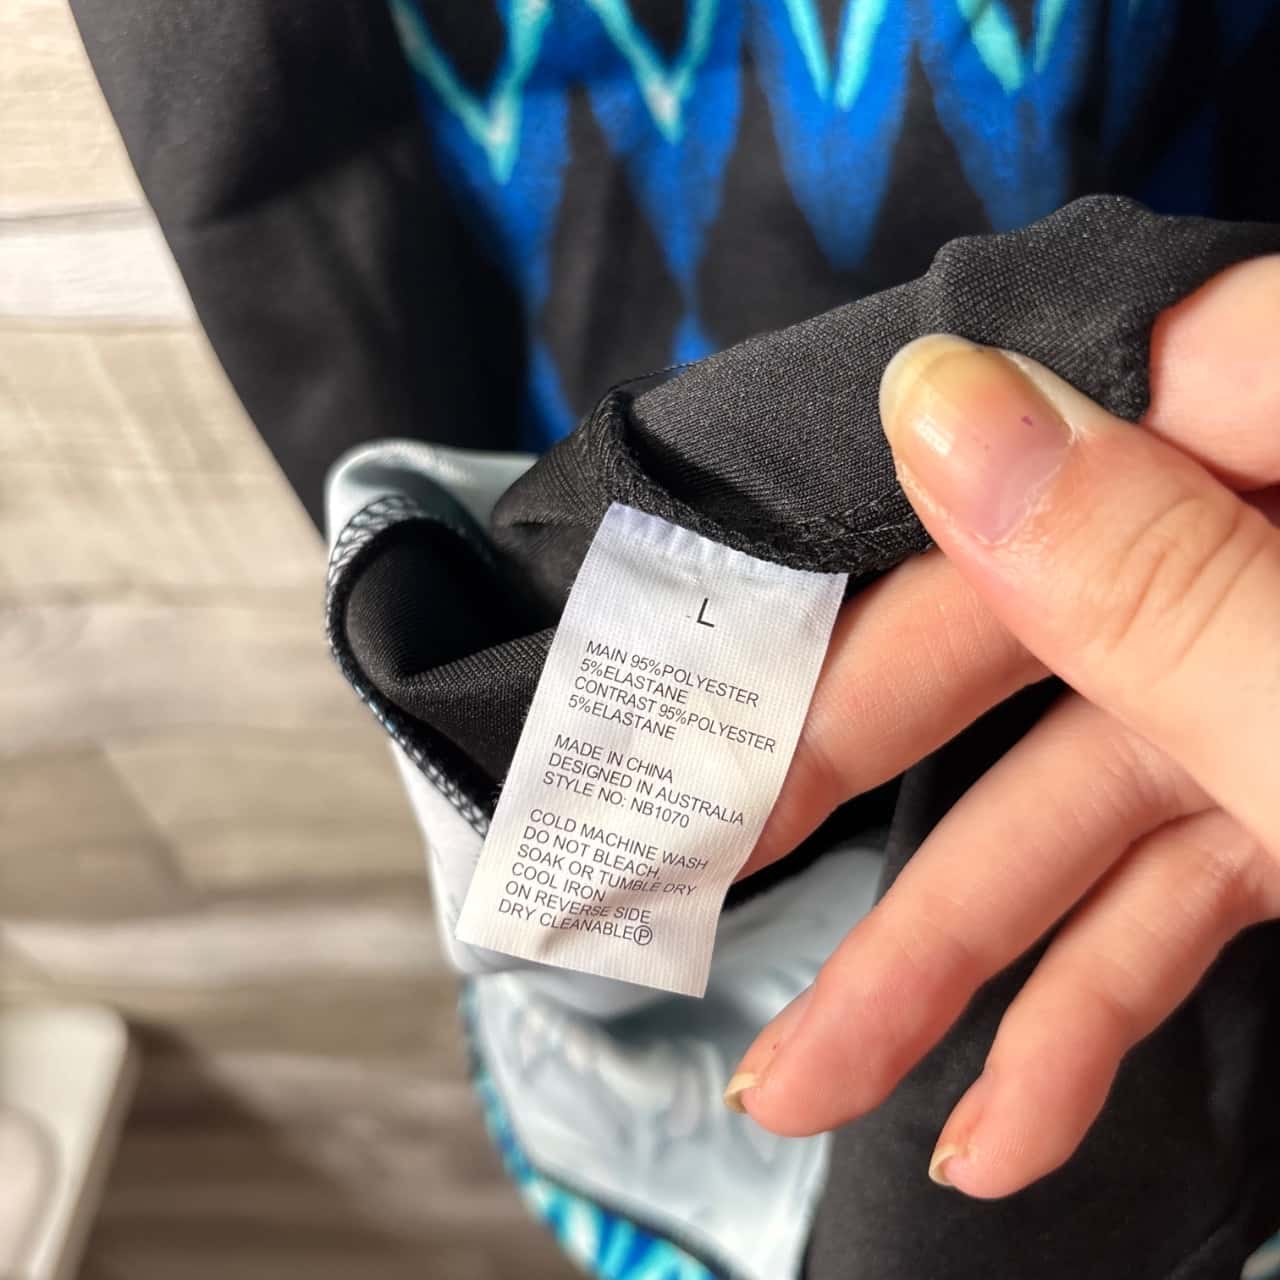 L
MAIN 95%POLYESTER
5%ELASTANE
CONTRAST 95%POLYESTER
5%ELASTANE
MADE IN CHINA
DESIGNED IN AUSTRALIA
STYLE NO: NB1070
COLD MACHINE WASH
DO NOT BLEACH,
SOAK OR TUMBLE DRY
COOL IRON
ON REVERSE SIDE
DRY CLEANABLEⓅ